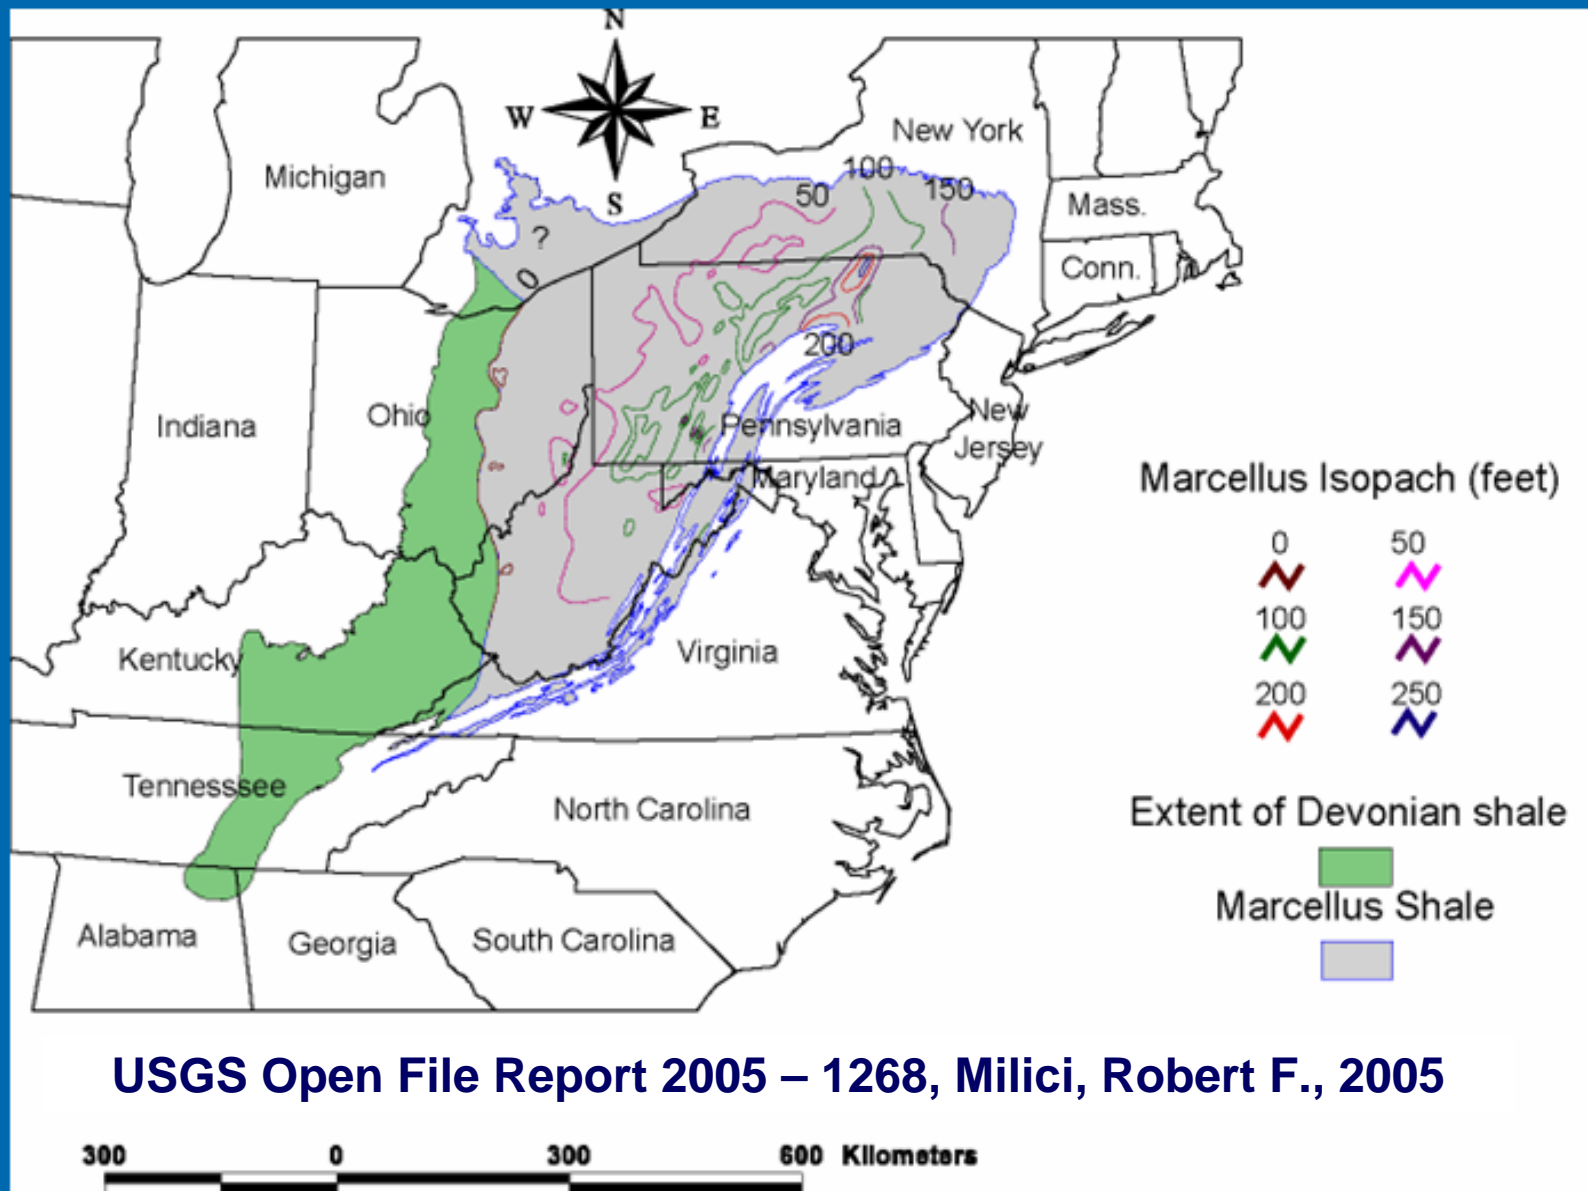 N
W E
S
New York
Michigan
100
50
150
Mass.
?
Conn.
0
200
Ohio
Indiana
Pennsylvania
New
Jersey
Maryland
Marcellus Isopach (feet)
0 50
100 150
200 250
Kentucky
Virginia
Tennesssee
North Carolina
Extent of Devonian shale
Marcellus Shale
Alabama
Georgia
South Carolina
USGS Open File Report 2005 – 1268, Milici, Robert F., 2005
300 0 300 600 Kilometers